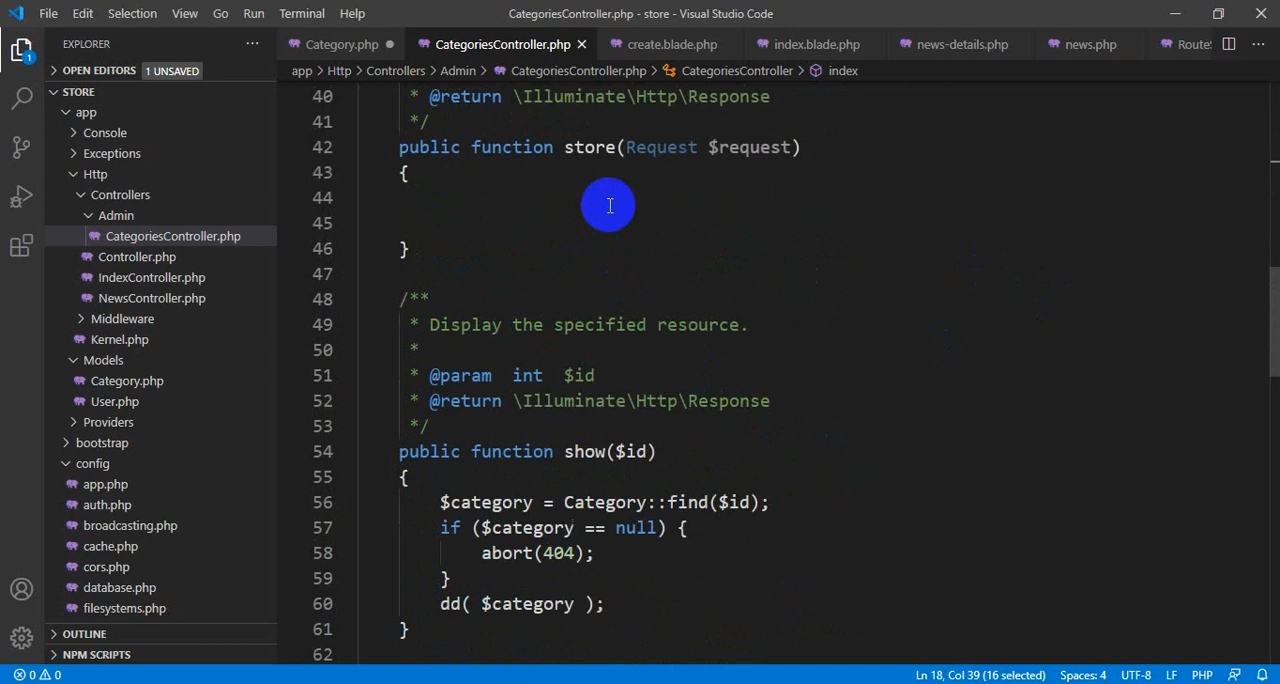 File Edit Selection View Go Run Terminal Help CategoriesController.php - store - Visual Studio Code
EXPLORER
Category.php CategoriesController.php create.blade.php index.blade.php news-details.php news.php Route
OPEN EDITORS 1 UNSAVED
app > Http > Controllers > Admin > CategoriesController.php > CategoriesController > index
STORE
app
Console
Exceptions
Http
Controllers
Admin
CategoriesController.php
Controller.php
IndexController.php
NewsController.php
Middleware
Kernel.php
Models
Category.php
User.php
Providers
bootstrap
config
app.php
auth.php
broadcasting.php
cache.php
cors.php
database.php
filesystems.php
OUTLINE
NPM SCRIPTS
40 * @return \Illuminate\Http\Response
41 */
42 public function store(Request $request)
43 {
44
45
46 }
47
48 /**
49 * Display the specified resource.
50 *
51 * @param int $id
52 * @return \Illuminate\Http\Response
53 */
54 public function show($id)
55 {
56 $category = Category::find($id);
57 if ($category == null) {
58 abort(404);
59 }
60 dd( $category );
61 }
62
0 0 Ln 18, Col 39 (16 selected) Spaces: 4 UTF-8 LF PHP